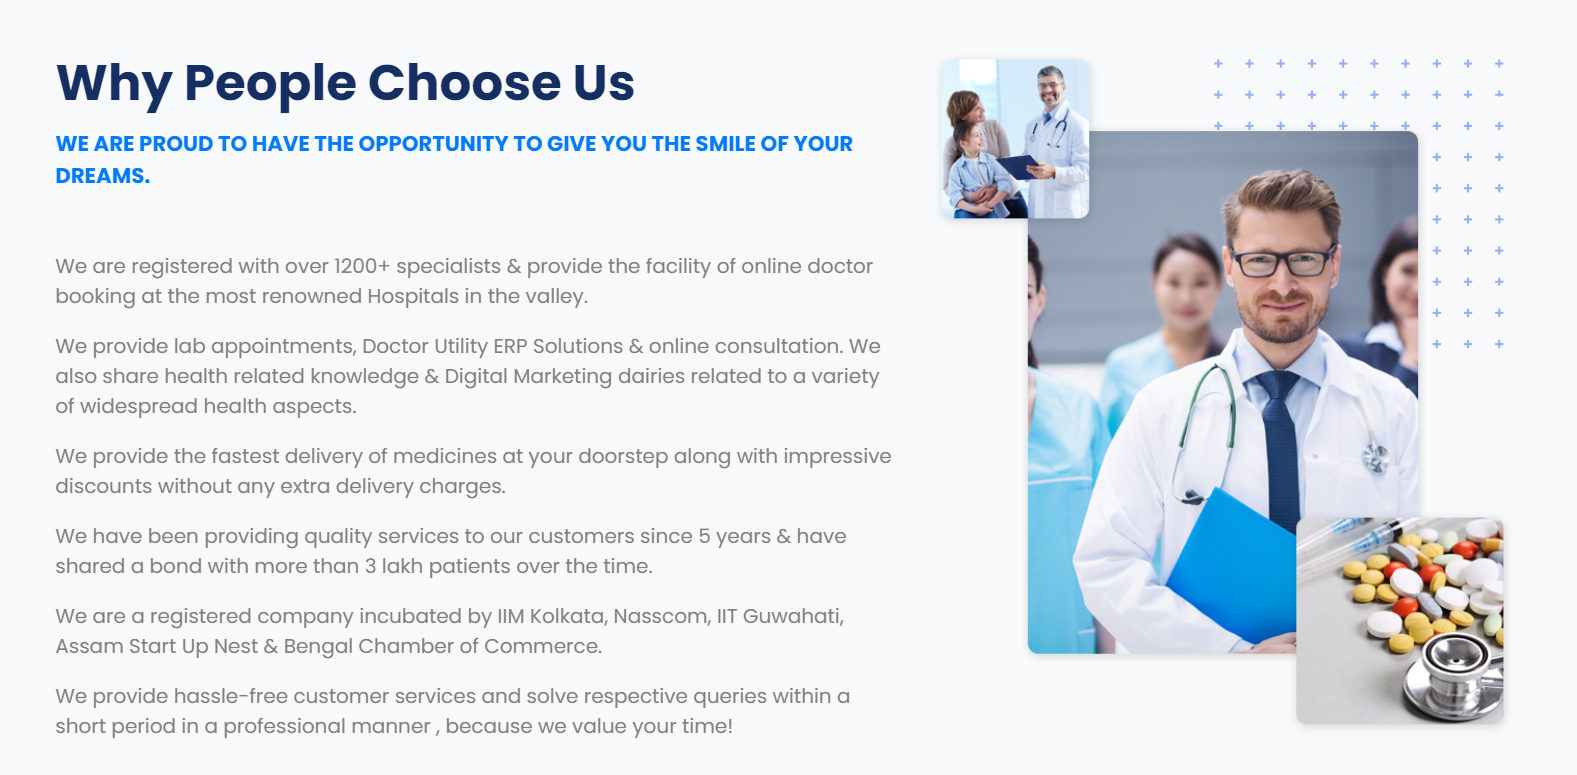 Why People Choose Us
WE ARE PROUD TO HAVE THE OPPORTUNITY TO GIVE YOU THE SMILE OF YOUR
DREAMS.
We are registered with over 1200+ specialists & provide the facility of online doctor
booking at the most renowned Hospitals in the valley.
We provide lab appointments, Doctor Utility ERP Solutions & online consultation. We
also share health related knowledge & Digital Marketing dairies related to a variety
of widespread health aspects.
We provide the fastest delivery of medicines at your doorstep along with impressive
discounts without any extra delivery charges.
We have been providing quality services to our customers since 5 years & have
shared a bond with more than 3 lakh patients over the time.
We are a registered company incubated by IIM Kolkata, Nasscom, IIT Guwahati,
Assam Start Up Nest & Bengal Chamber of Commerce.
We provide hassle-free customer services and solve respective queries within a
short period in a professional manner , because we value your time!